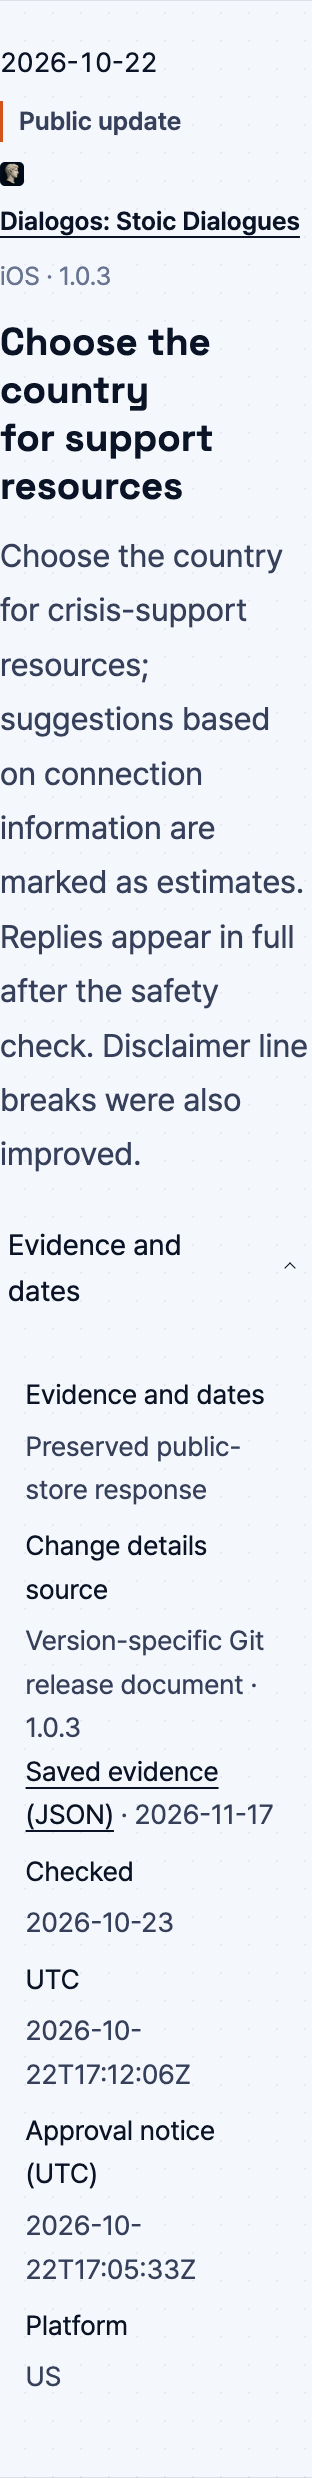 2026-10-22
Public update
Dialogos: Stoic Dialogues
iOS · 1.0.3
Choose the
country
for support
resources
Choose the country
for crisis-support
resources;
suggestions based
on connection
information are
marked as estimates.
Replies appear in full
after the safety
check. Disclaimer line
breaks were also
improved.
Evidence and
dates
Evidence and dates
Preserved public-
store response
Change details
source
Version-specific Git
release document ·
1.0.3
Saved evidence
(JSON) · 2026-11-17
Checked
2026-10-23
UTC
2026-10-
22T17:12:06Z
Approval notice
(UTC)
2026-10-
22T17:05:33Z
Platform
US